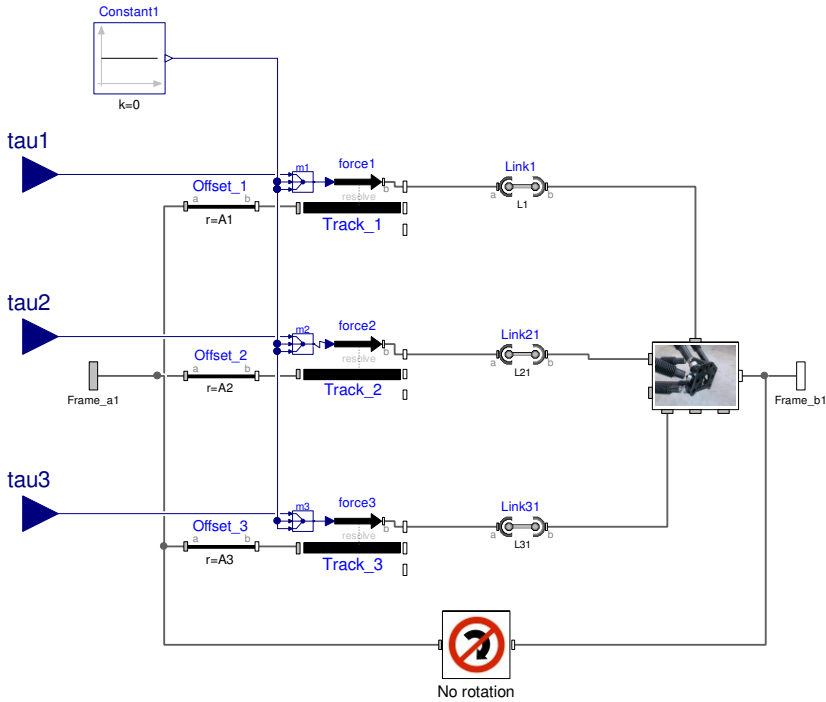 Constant1
k=0
tau1
m1
force1
b
resolve
Offset_1
a b
r=A1
Track_1
Link1
a b
L1
tau2
m2
force2
b
resolve
Offset_2
a b
r=A2
Track_2
Link21
a b
L21
Frame_a1
Frame_b1
tau3
m3
force3
b
resolve
Offset_3
a b
r=A3
Track_3
Link31
a b
L31
No rotation